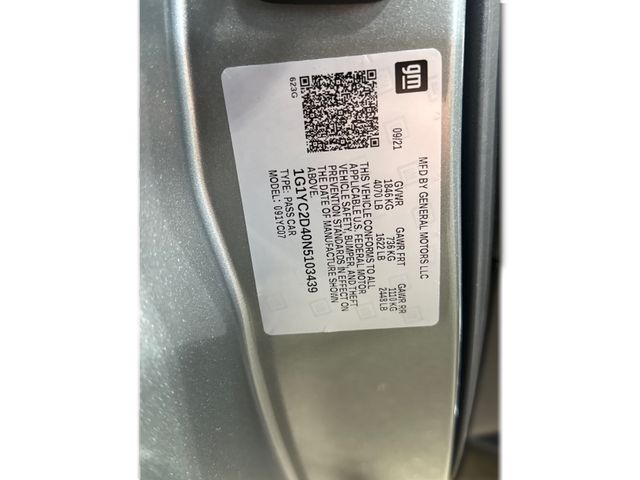 gm
MFD BY GENERAL MOTORS LLC
09/21
GVWR GAWR FRT GAWR RR
1846 KG 736 KG 1110 KG
4070 LB 1622 LB 2448 LB
THIS VEHICLE CONFORMS TO ALL
APPLICABLE U.S. FEDERAL MOTOR
VEHICLE SAFETY, BUMPER, AND THEFT
PREVENTION STANDARDS IN EFFECT ON
THE DATE OF MANUFACTURE SHOWN
ABOVE.
1G1YC2D40N5103439
TYPE: PASS CAR
MODEL: 091YC07
623G